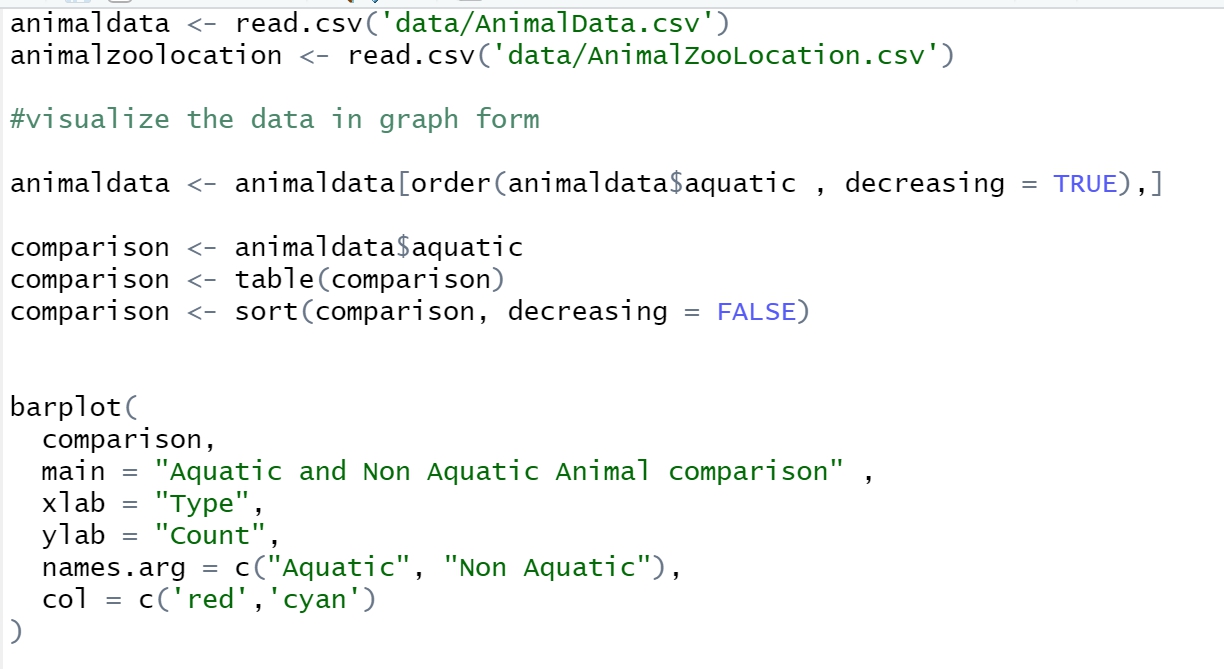 animaldata <- read.csv('data/AnimalData.csv')
animalzoolocation <- read.csv('data/AnimalZooLocation.csv')
#visualize the data in graph form
animaldata <- animaldata[order(animaldata$aquatic , decreasing = TRUE),]
comparison <- animaldata$aquatic
comparison <- table(comparison)
comparison <- sort(comparison, decreasing = FALSE)
barplot(
  comparison,
  main = "Aquatic and Non Aquatic Animal comparison" ,
  xlab = "Type",
  ylab = "Count",
  names.arg = c("Aquatic", "Non Aquatic"),
  col = c('red','cyan')
)